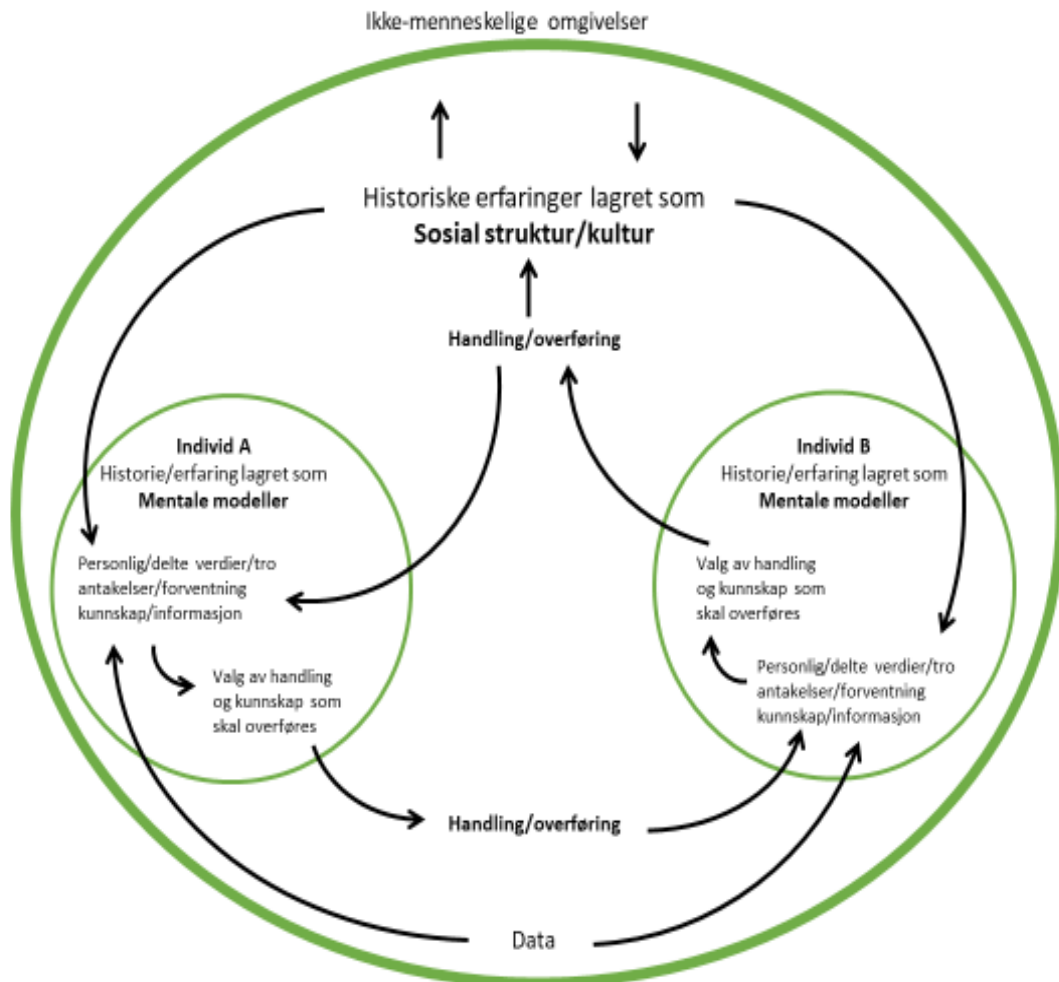 Ikke-menneskelige omgivelser
Historiske erfaringer lagret som
Sosial struktur/kultur
Handling/overføring
Individ A
Historie/erfaring lagret som
Mentale modeller
Personlig/delte verdier/tro
antakelser/forventning
kunnskap/informasjon
Valg av handling
og kunnskap som
skal overføres
Individ B
Historie/erfaring lagret som
Mentale modeller
Valg av handling
og kunnskap som
skal overføres
Personlig/delte verdier/tro
antakelser/forventning
kunnskap/informasjon
Handling/overføring
Data